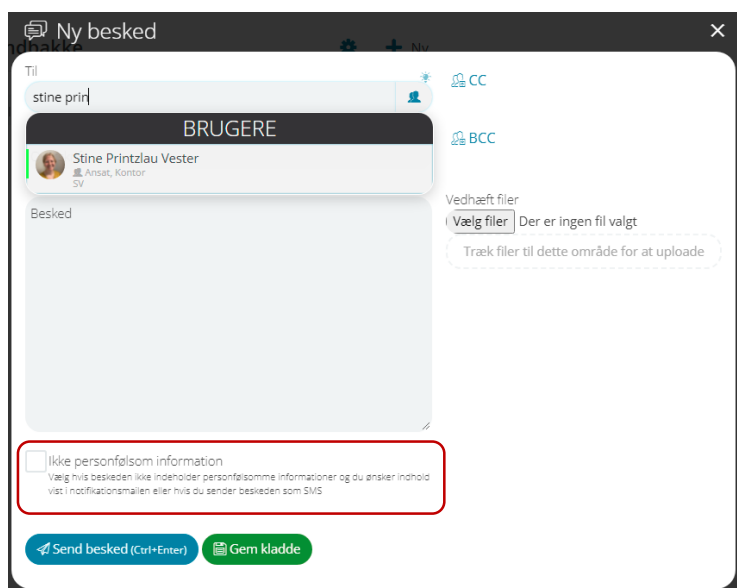 Ny besked
ndbakke
Ny
Til
stine prin
CC
BRUGERE
Stine Printzlau Vester
Ansat, Kontor
SV
BCC
Besked
Vedhæft filer
Vælg filer Der er ingen fil valgt
Træk filer til dette område for at uploade
Ikke personfølsom information
Vælg hvis beskeden ikke indeholder personfølsomme informationer og du ønsker indhold
vist i notifikationsmailen eller hvis du sender beskeden som SMS
Send besked (Ctrl+Enter)
Gem kladde